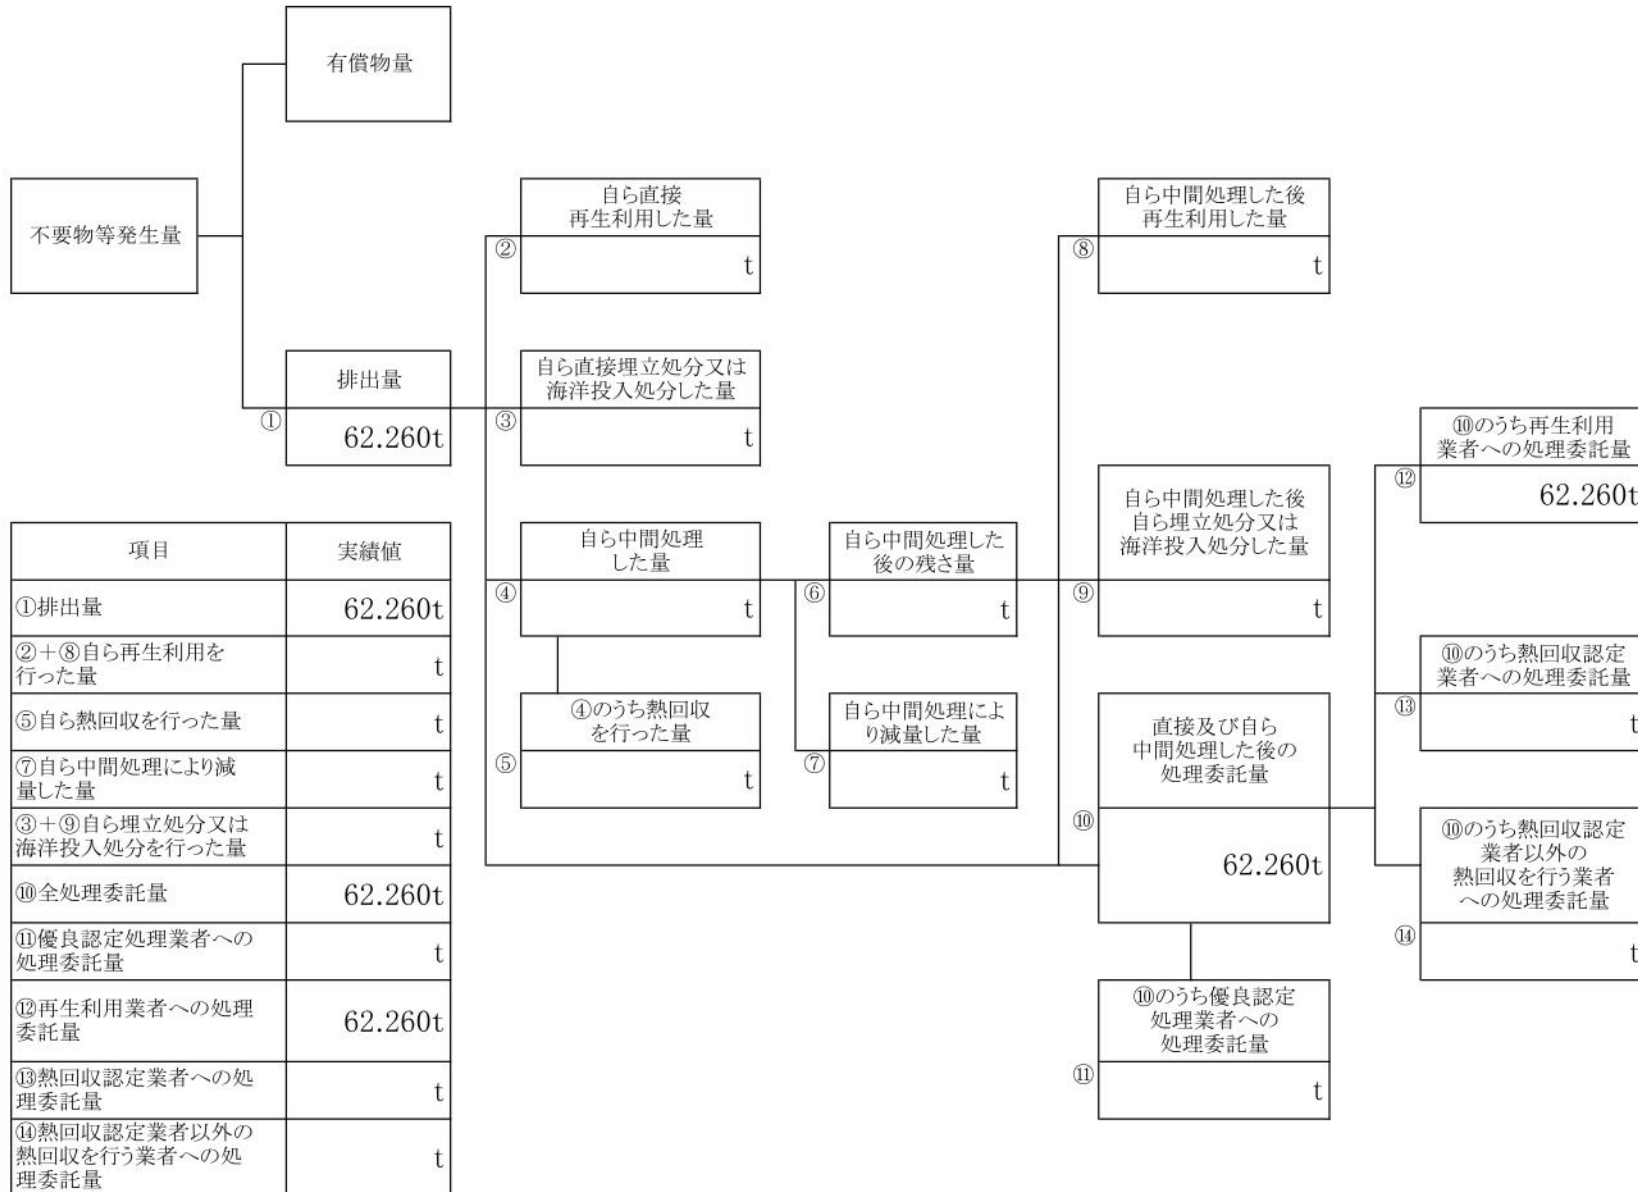 有償物量
不要物等発生量
自ら直接
再生利用した量
②
t
自ら中間処理した後
再生利用した量
⑧
t
排出量
①
62.260t
自ら直接埋立処分又は
海洋投入処分した量
③
t
⑩のうち再生利用
業者への処理委託量
⑫
62.260t
自ら中間処理
した量
④
t
自ら中間処理した
後の残さ量
⑥
t
自ら中間処理した後
自ら埋立処分又は
海洋投入処分した量
⑨
t
④のうち熱回収
を行った量
⑤
t
自ら中間処理によ
り減量した量
⑦
t
直接及び自ら
中間処理した後の
処理委託量
⑩
62.260t
⑩のうち熱回収認定
業者への処理委託量
⑬
t
⑩のうち熱回収認定
業者以外の
熱回収を行う業者
への処理委託量
⑭
t
⑩のうち優良認定
処理業者への
処理委託量
⑪
t
項目 実績値
①排出量 62.260t
②+⑧自ら再生利用を
行った量 t
⑤自ら熱回収を行った量 t
⑦自ら中間処理により減
量した量 t
③+⑨自ら埋立処分又は
海洋投入処分を行った量 t
⑩全処理委託量 62.260t
⑪優良認定処理業者への
処理委託量 t
⑫再生利用業者への処理
委託量 62.260t
⑬熱回収認定業者への処
理委託量 t
⑭熱回収認定業者以外の
熱回収を行う業者への処
理委託量 t